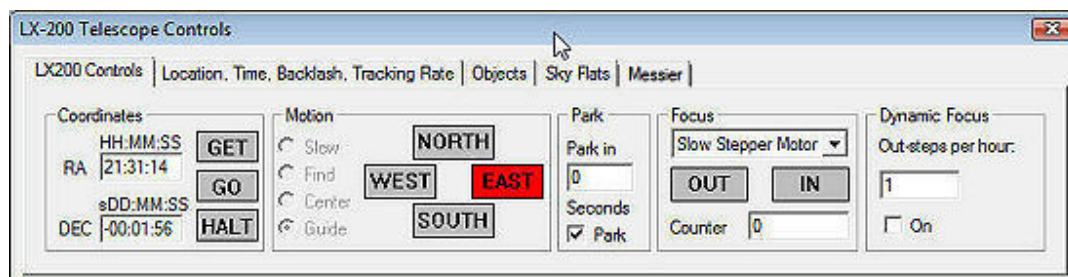 LX-200 Telescope Controls
LX200 Controls Location, Time, Backlash, Tracking Rate Objects Sky Flats Messier
Coordinates
HH:MM:SS
RA 21:31:14
sDD:MM:SS
DEC -00:01:56
GET
GO
HALT
Motion
Slew
Find
Center
Guide
NORTH
WEST EAST
SOUTH
Park
Park in
0
Seconds
Park
Focus
Slow Stepper Motor
OUT IN
Counter 0
Dynamic Focus
Out-steps per hour:
1
On